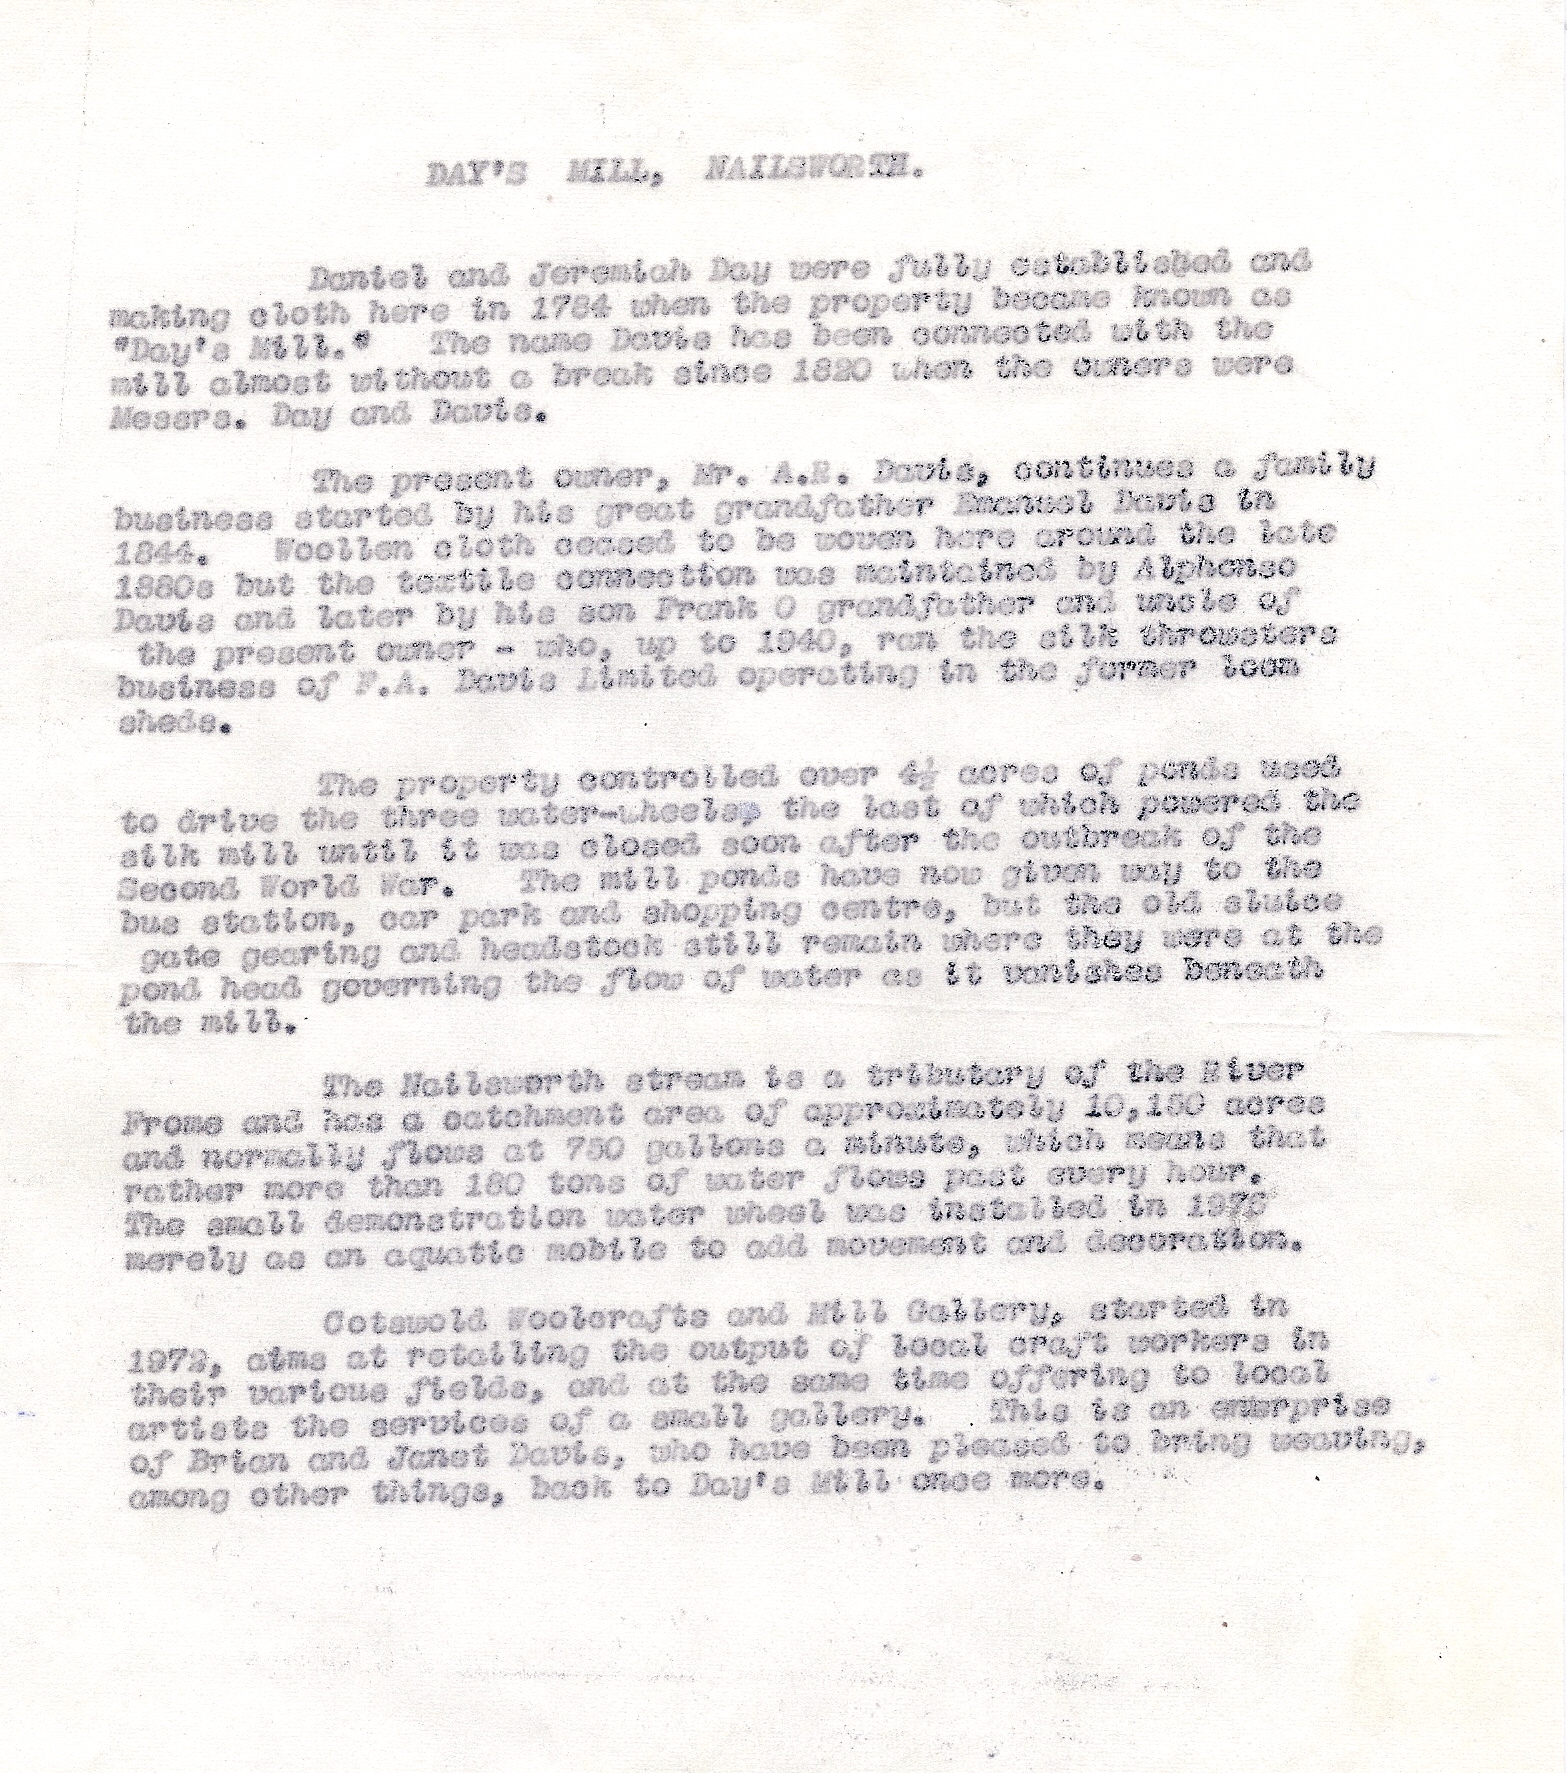 DAY'S MILL, NAILSWORTH.
Daniel and Jeremiah Day were fully established and
making cloth here in 1784 when the property became known as
"Day's Mill." The name Davis has been connected with the
mill almost without a break since 1820 when the owners were
Messrs. Day and Davis.
The present owner, Mr. A.E. Davis, continues a family
business started by his great grandfather Emanuel Davis in
1844. Woollen cloth ceased to be woven here around the late
1880s but the textile connection was maintained by Alphonso
Davis and later by his son Frank O grandfather and uncle of
the present owner - who, up to 1940, ran the silk throwsters
business of F.A. Davis Limited operating in the former loom
sheds.
The property controlled over 4½ acres of ponds used
to drive the three water-wheels, the last of which powered the
silk mill until it was closed soon after the outbreak of the
Second World War. The mill ponds have now given way to the
bus station, car park and shopping centre, but the old sluice
gate gearing and headstock still remain where they were at the
pond head governing the flow of water as it vanishes beneath
the mill.
The Nailsworth stream is a tributary of the River
Frome and has a catchment area of approximately 10,150 acres
and normally flows at 750 gallons a minute, which means that
rather more than 180 tons of water flows past every hour.
The small demonstration water wheel was installed in
merely as an aquatic mobile to add movement and decoration.
Cotswold Woolcrafts and Mill Gallery, started in
1972, aims at retailing the output of local craft workers in
their various fields, and at the same time offering to local
artists the services of a small gallery. This is an enterprise
of Brian and Janet Davis, who have been pleased to bring weaving,
among other things, back to Day's Mill once more.